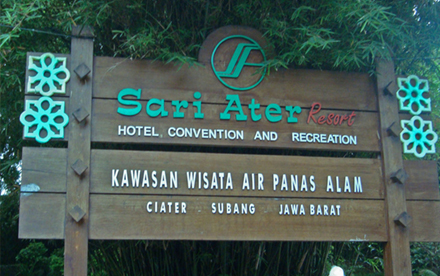 Sari Ater Resort
HOTEL, CONVENTION AND RECREATION
KAWASAN WISATA AIR PANAS ALAM
CIATER - SUBANG - JAWA BARAT